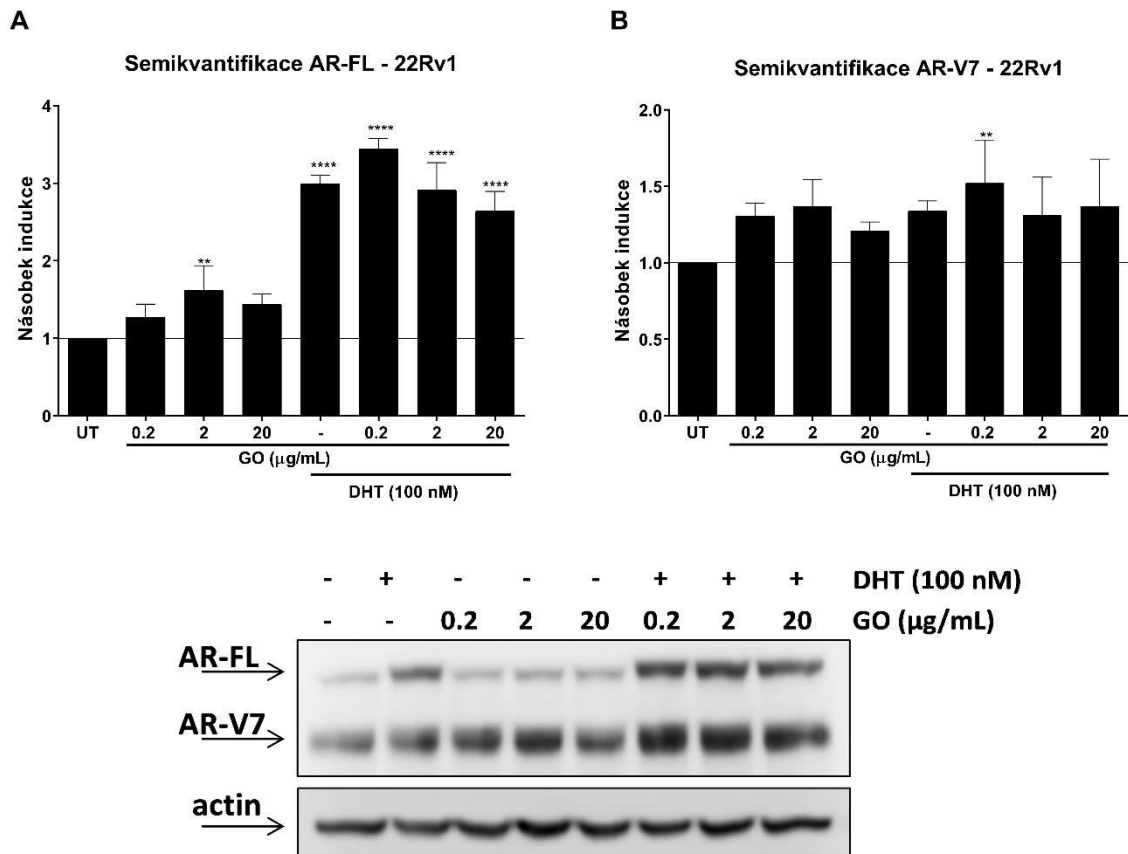 A
Semikvantifikace AR-FL - 22Rv1
Násobek indukce
4
3
2
1
0
** **** **** **** ****
UT 0.2 2 20 - 0.2 2 20
GO (μg/mL)
DHT (100 nM)
B
Semikvantifikace AR-V7 - 22Rv1
Násobek indukce
2.0
1.5
1.0
0.5
0.0
**
UT 0.2 2 20 - 0.2 2 20
GO (μg/mL)
DHT (100 nM)
- + - - - + + + DHT (100 nM)
- - 0.2 2 20 0.2 2 20 GO (μg/mL)
AR-FL
AR-V7
actin